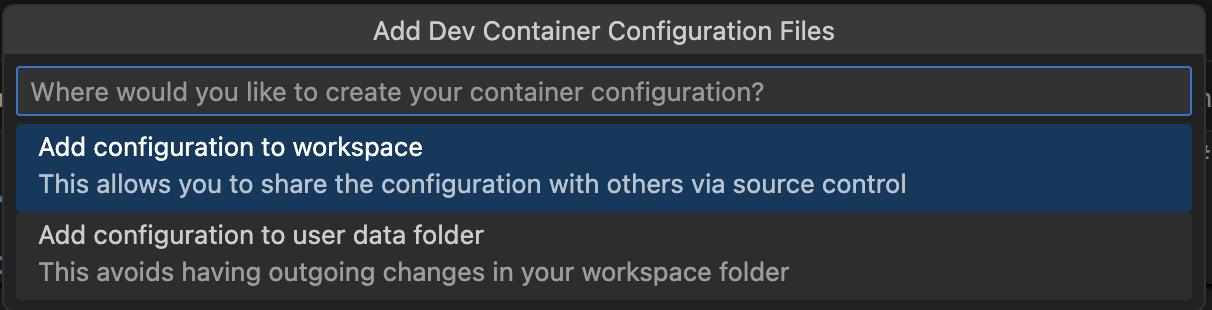 Add Dev Container Configuration Files
Where would you like to create your container configuration?
Add configuration to workspace
This allows you to share the configuration with others via source control
Add configuration to user data folder
This avoids having outgoing changes in your workspace folder